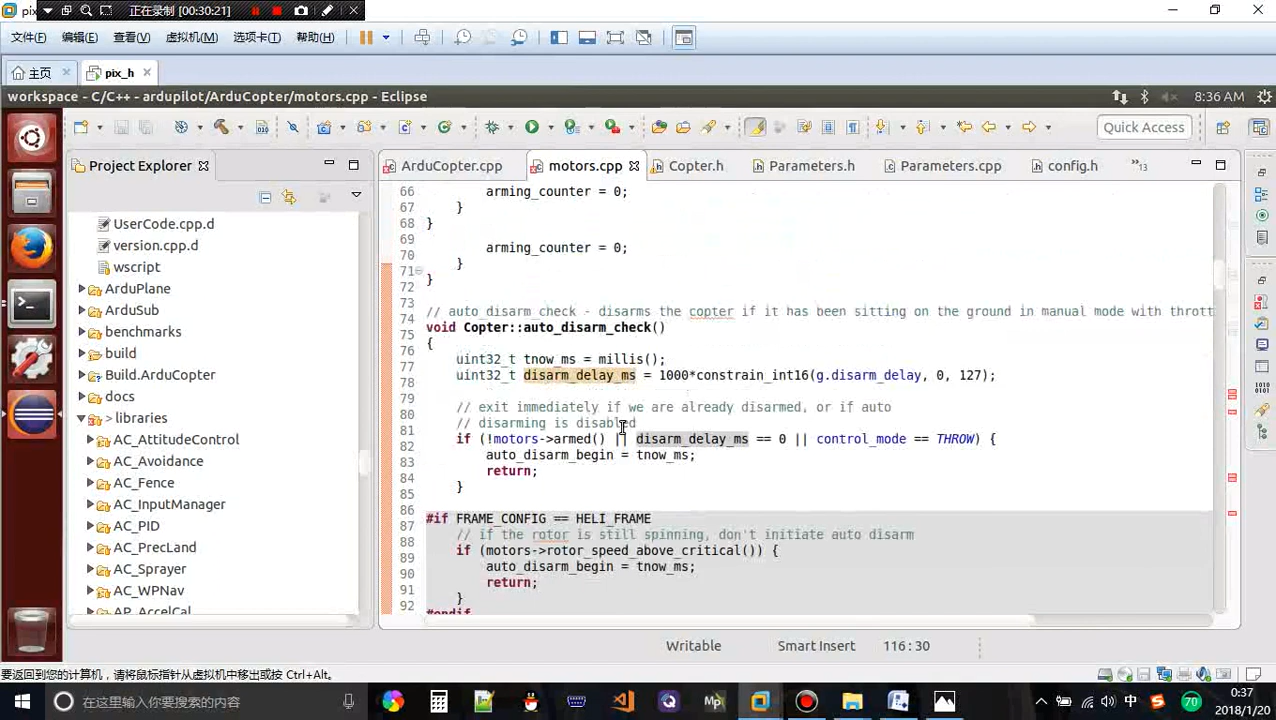 pix
正在录制 [00:30:21]
文件(F) 编辑(E) 查看(V) 虚拟机(M) 选项卡(T) 帮助(H)
主页 pix_h
workspace - C/C++ - ardupilot/ArduCopter/motors.cpp - Eclipse 8:36 AM
Quick Access
Project Explorer
ArduCopter.cpp motors.cpp Copter.h Parameters.h Parameters.cpp config.h »13
UserCode.cpp.d
version.cpp.d
wscript
ArduPlane
ArduSub
benchmarks
build
Build.ArduCopter
docs
> libraries
AC_AttitudeControl
AC_Avoidance
AC_Fence
AC_InputManager
AC_PID
AC_PrecLand
AC_Sprayer
AC_WPNav
AP_AccelCal
66 arming_counter = 0;
67 }
68 }
69
70 arming_counter = 0;
71 }
72 }
73
74 // auto_disarm_check - disarms the copter if it has been sitting on the ground in manual mode with thrott
75 void Copter::auto_disarm_check()
76 {
77 uint32_t tnow_ms = millis();
78 uint32_t disarm_delay_ms = 1000*constrain_int16(g.disarm_delay, 0, 127);
79
80 // exit immediately if we are already disarmed, or if auto
81 // disarming is disabled
82 if (!motors->armed() || disarm_delay_ms == 0 || control_mode == THROW) {
83 auto_disarm_begin = tnow_ms;
84 return;
85 }
86
87 #if FRAME_CONFIG == HELI_FRAME
88 // if the rotor is still spinning, don't initiate auto disarm
89 if (motors->rotor_speed_above_critical()) {
90 auto_disarm_begin = tnow_ms;
91 return;
92 }
#endif
Writable Smart Insert 116:30
要返回到您的计算机，请将鼠标指针从虚拟机中移出或按 Ctrl+Alt。
在这里输入你要搜索的内容
Mp
中
70
0:37
2018/1/20